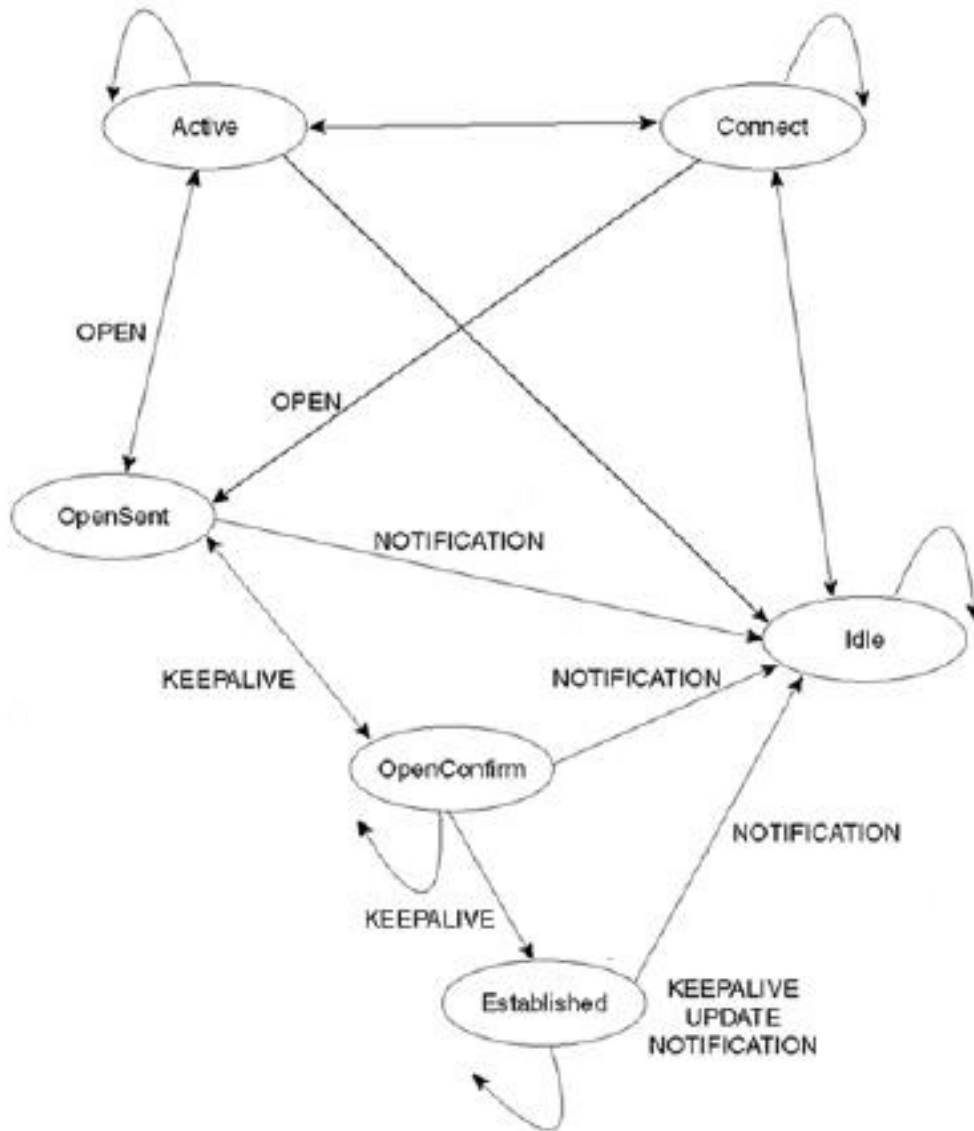 Active
Connect
OPEN
OPEN
OpenSent
NOTIFICATION
Idle
KEEPALIVE
NOTIFICATION
OpenConfirm
NOTIFICATION
KEEPALIVE
Established
KEEPALIVE
UPDATE
NOTIFICATION